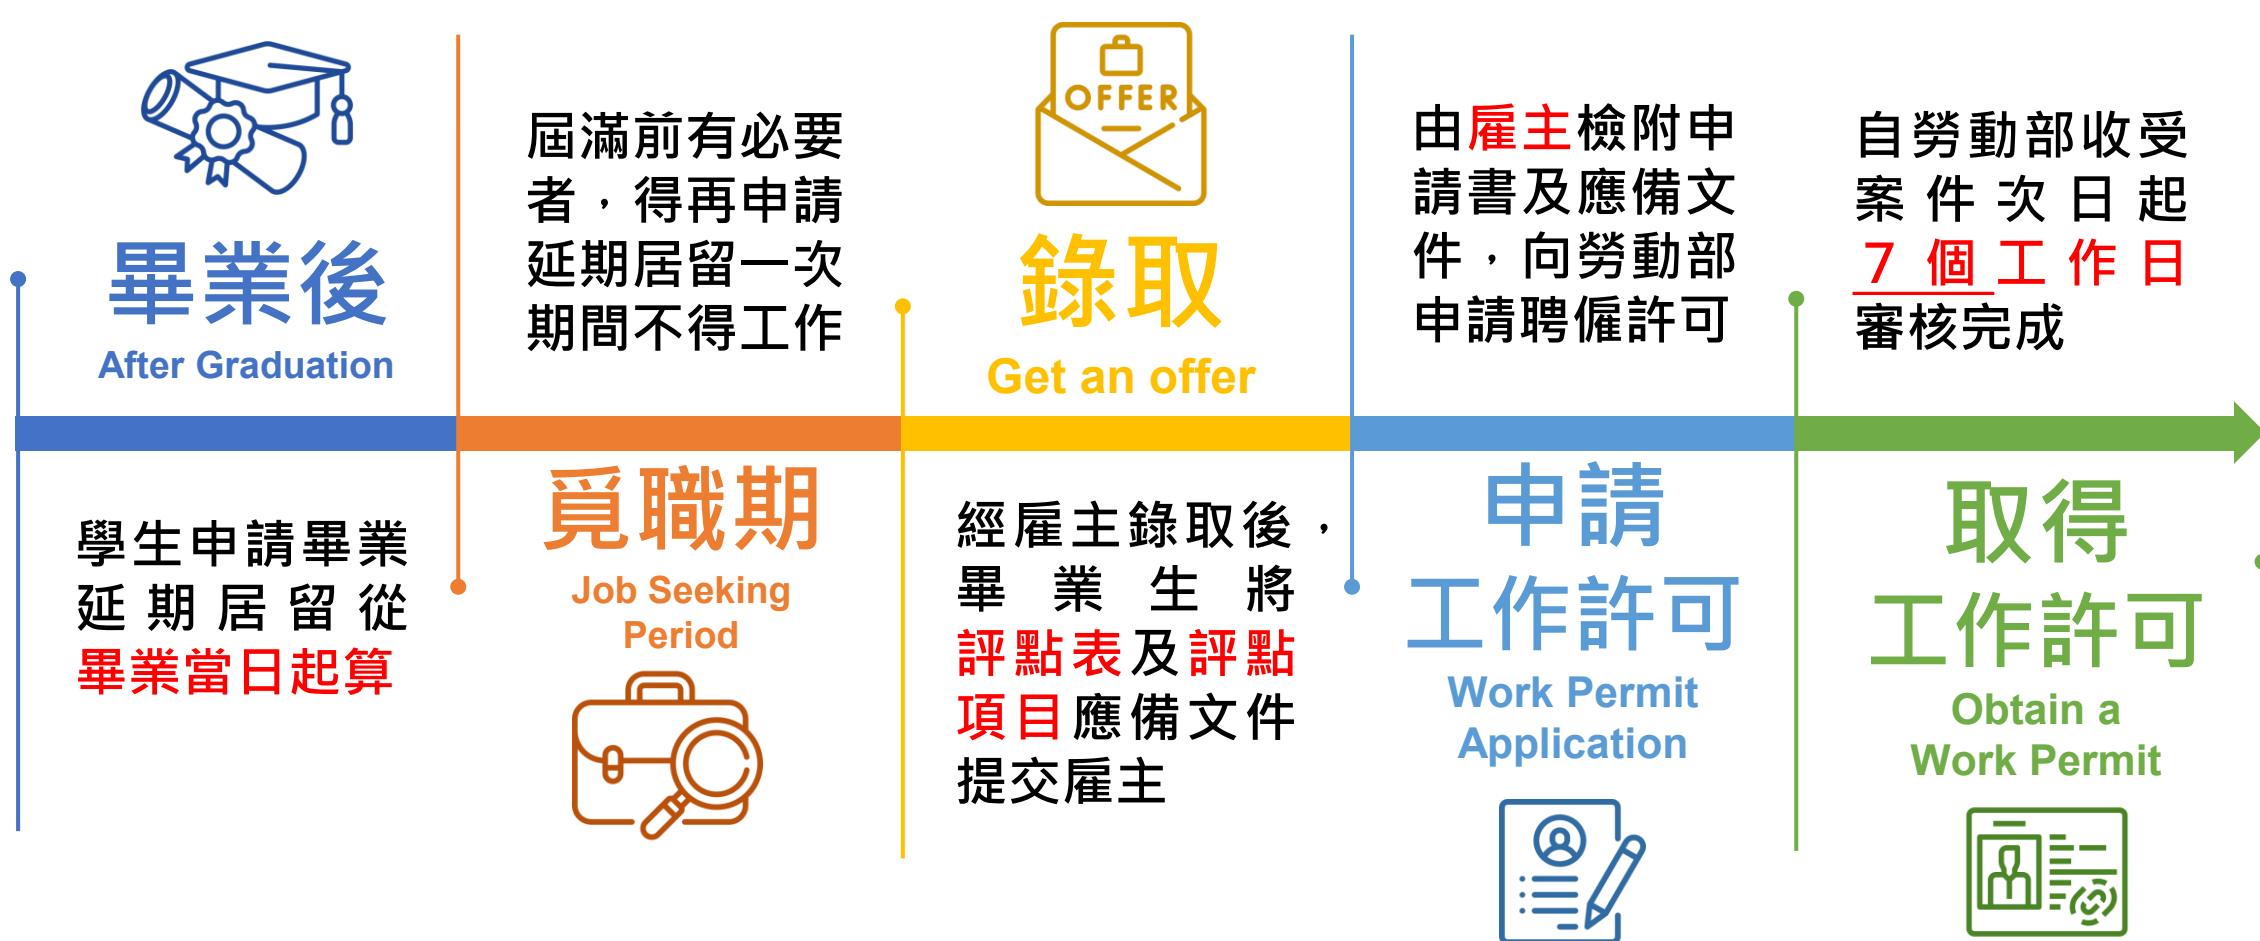 畢業後
After Graduation
學生申請畢業
延期居留從
畢業當日起算
屆滿前有必要
者，得再申請
延期居留一次
期間不得工作
覓職期
Job Seeking
Period
OFFER
錄取
Get an offer
經雇主錄取後，
畢業生將
評點表及評點
項目應備文件
提交雇主
由雇主檢附申
請書及應備文
件，向勞動部
申請聘僱許可
申請
工作許可
Work Permit
Application
自勞動部收受
案件次日起
7個工作日
審核完成
取得
工作許可
Obtain a
Work Permit